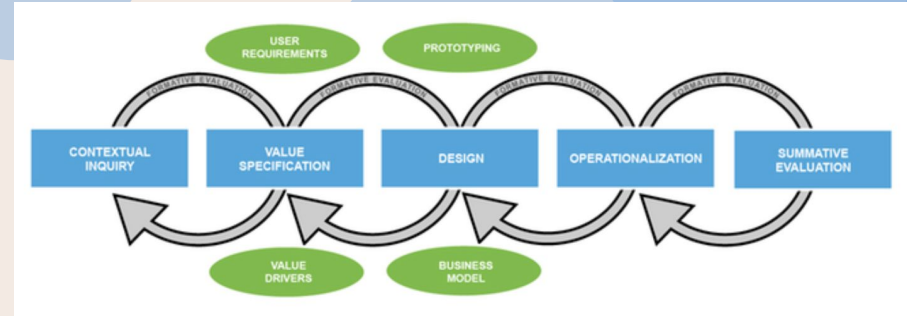 USER
REQUIREMENTS
PROTOTYPING
FORMATIVE EVALUATION
FORMATIVE EVALUATION
FORMATIVE EVALUATION
FORMATIVE EVALUATION
CONTEXTUAL
INQUIRY
VALUE
SPECIFICATION
DESIGN
OPERATIONALIZATION
SUMMATIVE
EVALUATION
VALUE
DRIVERS
BUSINESS
MODEL